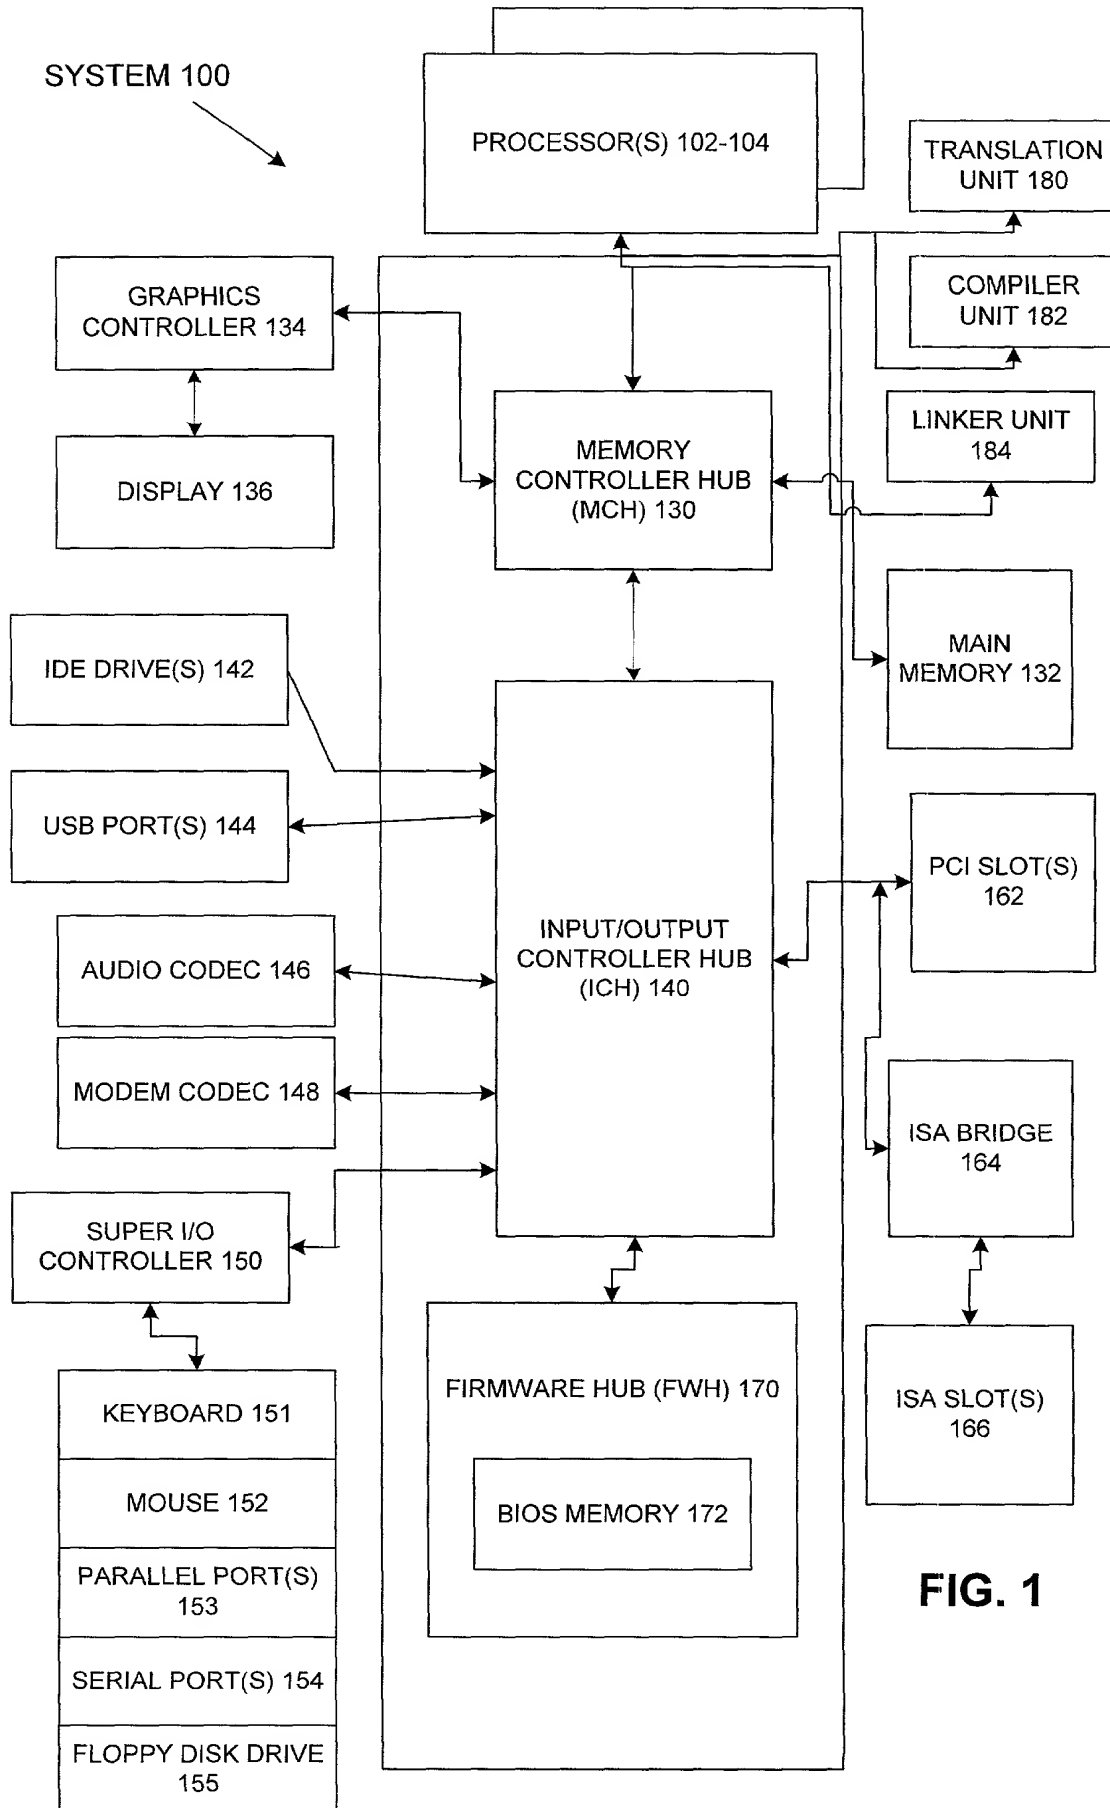 SYSTEM 100
PROCESSOR(S) 102-104
TRANSLATION
UNIT 180
GRAPHICS
CONTROLLER 134
COMPILER
UNIT 182
LINKER UNIT
184
MEMORY
CONTROLLER HUB
(MCH) 130
DISPLAY 136
IDE DRIVE(S) 142
MAIN
MEMORY 132
USB PORT(S) 144
PCI SLOT(S)
162
INPUT/OUTPUT
CONTROLLER HUB
(ICH) 140
AUDIO CODEC 146
MODEM CODEC 148
ISA BRIDGE
164
SUPER I/O
CONTROLLER 150
FIRMWARE HUB (FWH) 170
ISA SLOT(S)
166
KEYBOARD 151
MOUSE 152
BIOS MEMORY 172
PARALLEL PORT(S)
153
FIG. 1
SERIAL PORT(S) 154
FLOPPY DISK DRIVE
155